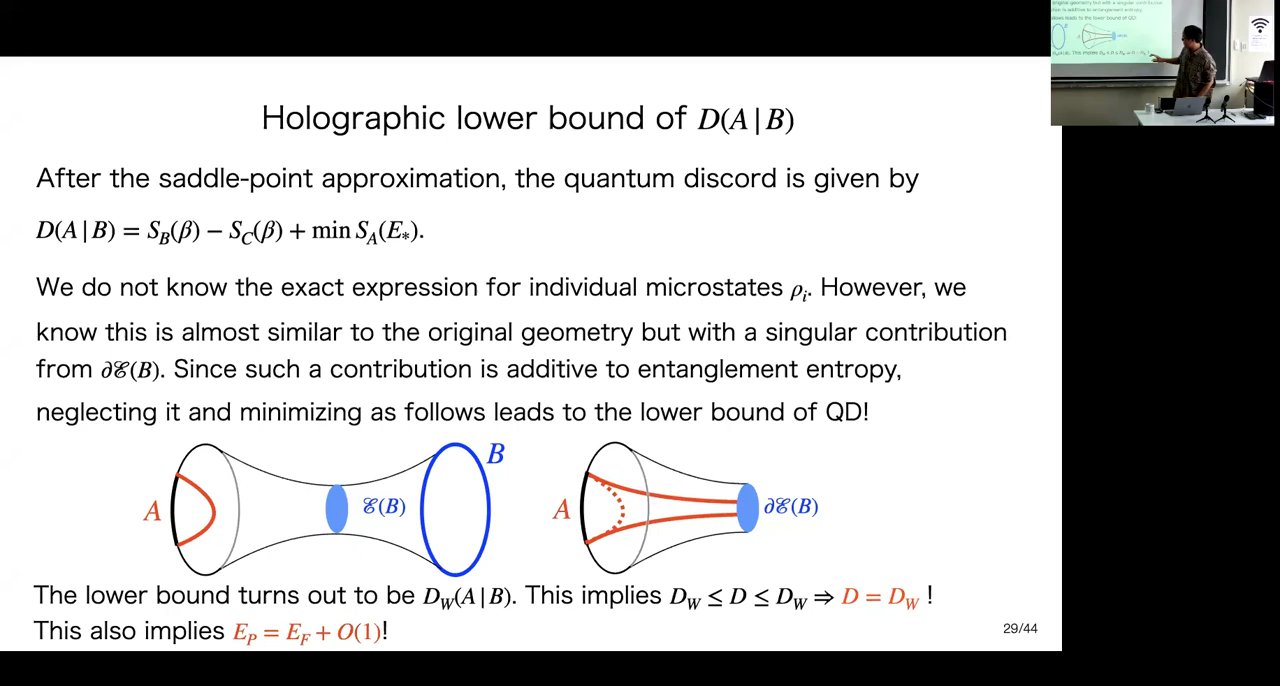 Holographic lower bound of D(A|B)
After the saddle-point approximation, the quantum discord is given by
D(A|B) = S_B(β) − S_C(β) + min S_A(E_*).
We do not know the exact expression for individual microstates ρ_i. However, we
know this is almost similar to the original geometry but with a singular contribution
from ∂ℰ(B). Since such a contribution is additive to entanglement entropy,
neglecting it and minimizing as follows leads to the lower bound of QD!
A
ℰ(B)
B
A
∂ℰ(B)
The lower bound turns out to be D_W(A|B). This implies D_W ≤ D ≤ D_W ⇒ D = D_W !
This also implies E_P = E_F + O(1)!
29/44